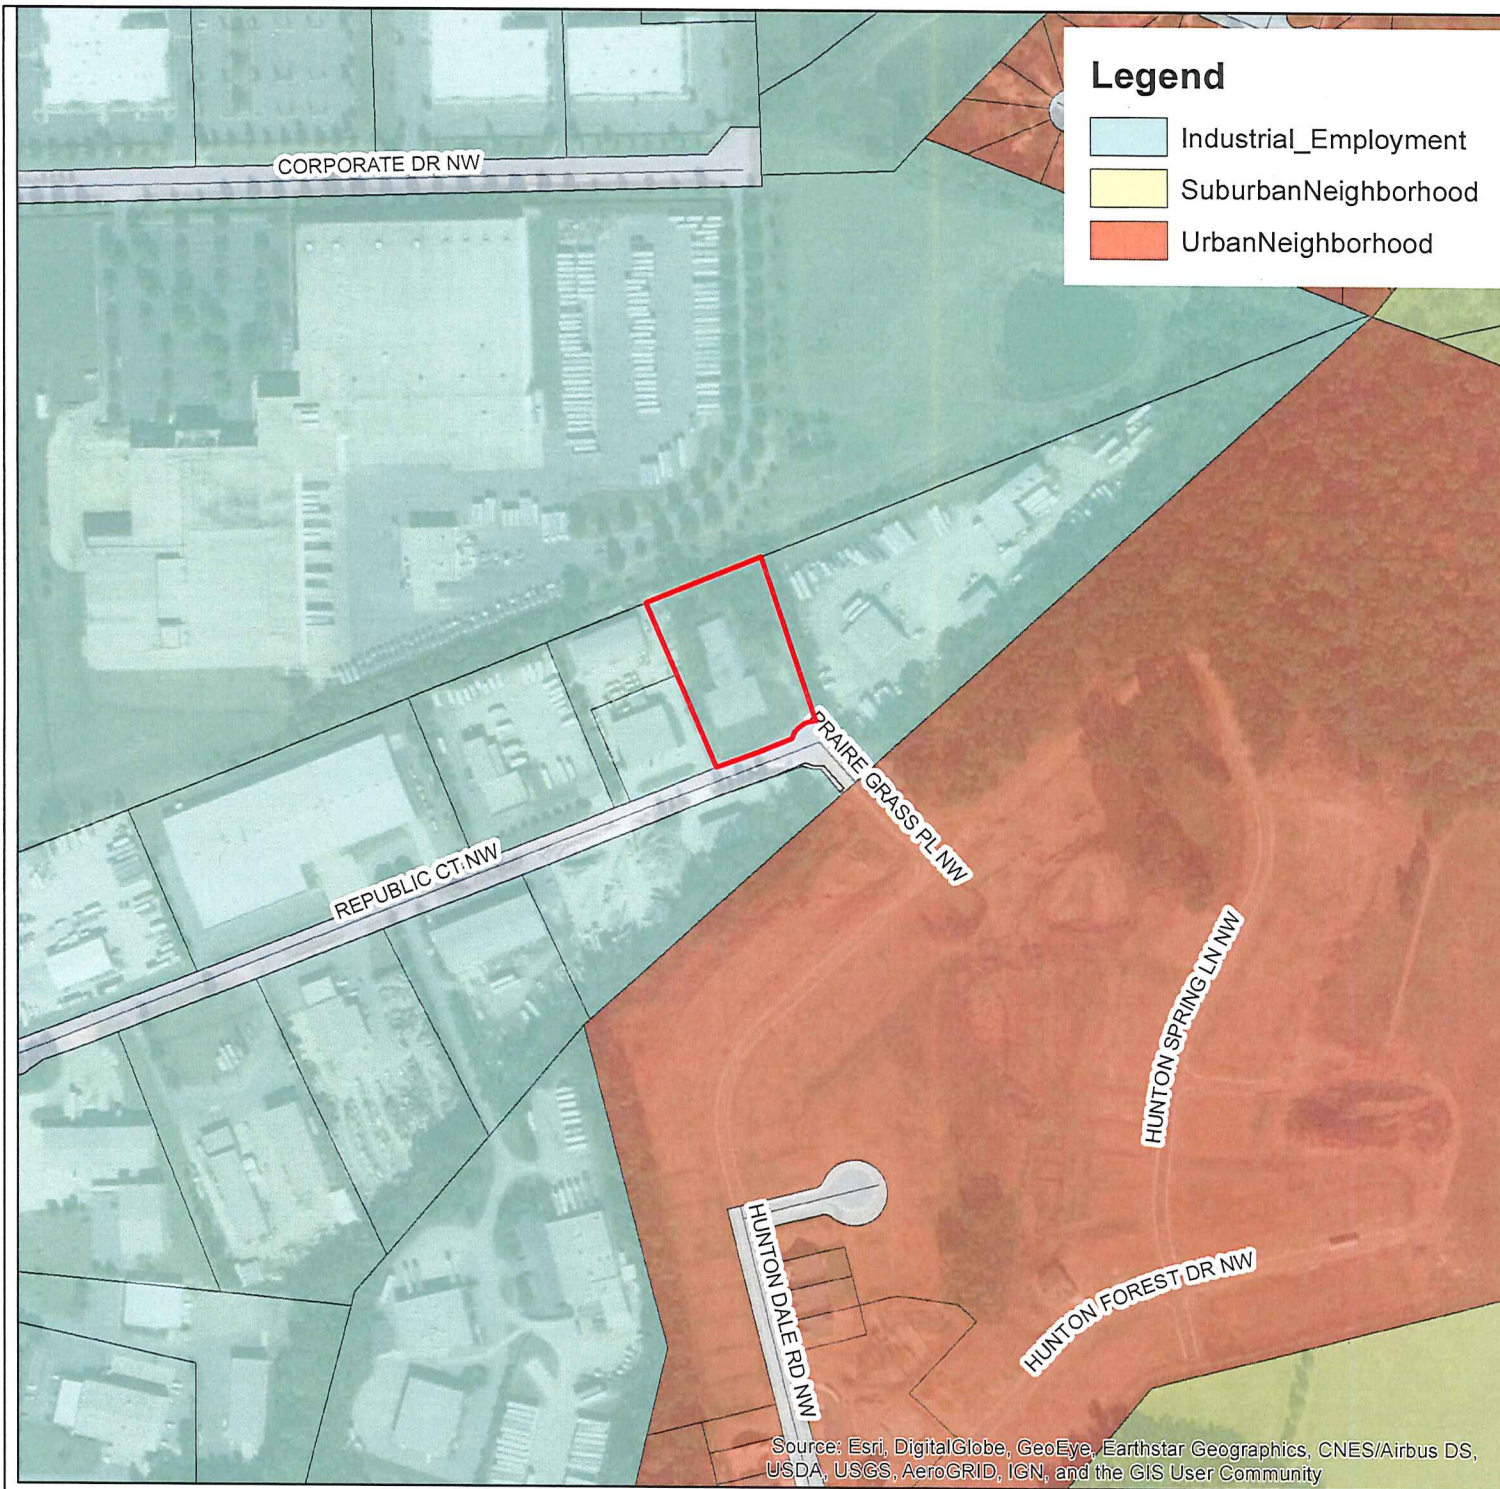 Legend
Industrial_Employment
SuburbanNeighborhood
UrbanNeighborhood
CORPORATE DR NW
PRAIRE GRASS PL NW
REPUBLIC CT NW
HUNTON SPRING LN NW
HUNTON DALE RD NW
HUNTON FOREST DR NW
Source: Esri, DigitalGlobe, GeoEye, Earthstar Geographics, CNES/Airbus DS,
USDA, USGS, AeroGRID, IGN, and the GIS User Community